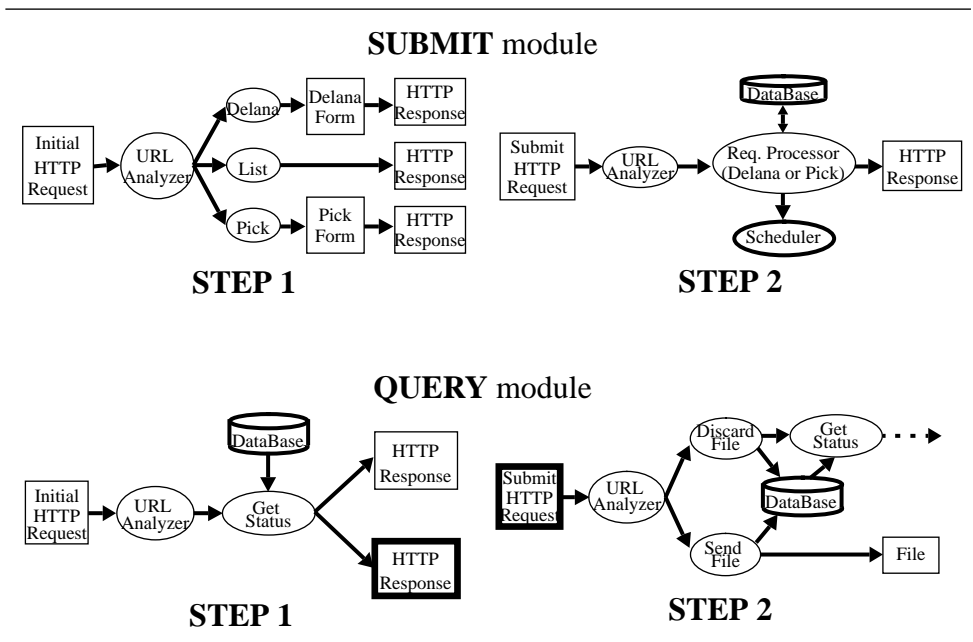 SUBMIT module
Initial
HTTP
Request
URL
Analyzer
Delana
Delana
Form
HTTP
Response
List
HTTP
Response
Pick
Pick
Form
HTTP
Response
STEP 1
Submit
HTTP
Request
URL
Analyzer
DataBase
Req. Processor
(Delana or Pick)
HTTP
Response
Scheduler
STEP 2
QUERY module
Initial
HTTP
Request
URL
Analyzer
DataBase
Get
Status
HTTP
Response
HTTP
Response
STEP 1
Submit
HTTP
Request
URL
Analyzer
Discard
File
Get
Status
DataBase
Send
File
File
STEP 2